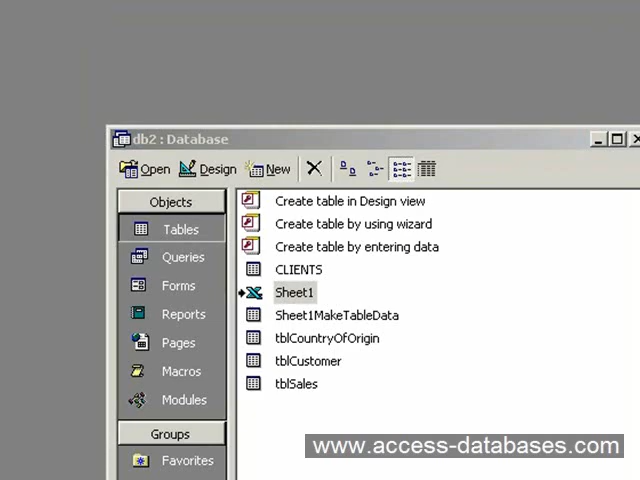 db2 : Database
Open Design New
Objects
Tables
Queries
Forms
Reports
Pages
Macros
Modules
Groups
Favorites
Create table in Design view
Create table by using wizard
Create table by entering data
CLIENTS
Sheet1
Sheet1MakeTableData
tblCountryOfOrigin
tblCustomer
tblSales
www.access-databases.com